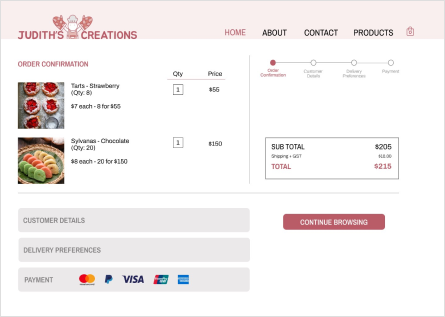 JUDITH'S CREATIONS
HOME ABOUT CONTACT PRODUCTS
0
ORDER CONFIRMATION
Qty Price
Tarts - Strawberry
(Qty: 8)
1 $55
$7 each - 8 for $55
Sylvanas - Chocolate
(Qty: 20)
1 $150
$8 each - 20 for $150
Order Confirmation
Customer Details
Delivery Preferences
Payment
SUB TOTAL $205
Shipping + GST $10.00
TOTAL $215
CUSTOMER DETAILS
DELIVERY PREFERENCES
PAYMENT
VISA
CONTINUE BROWSING